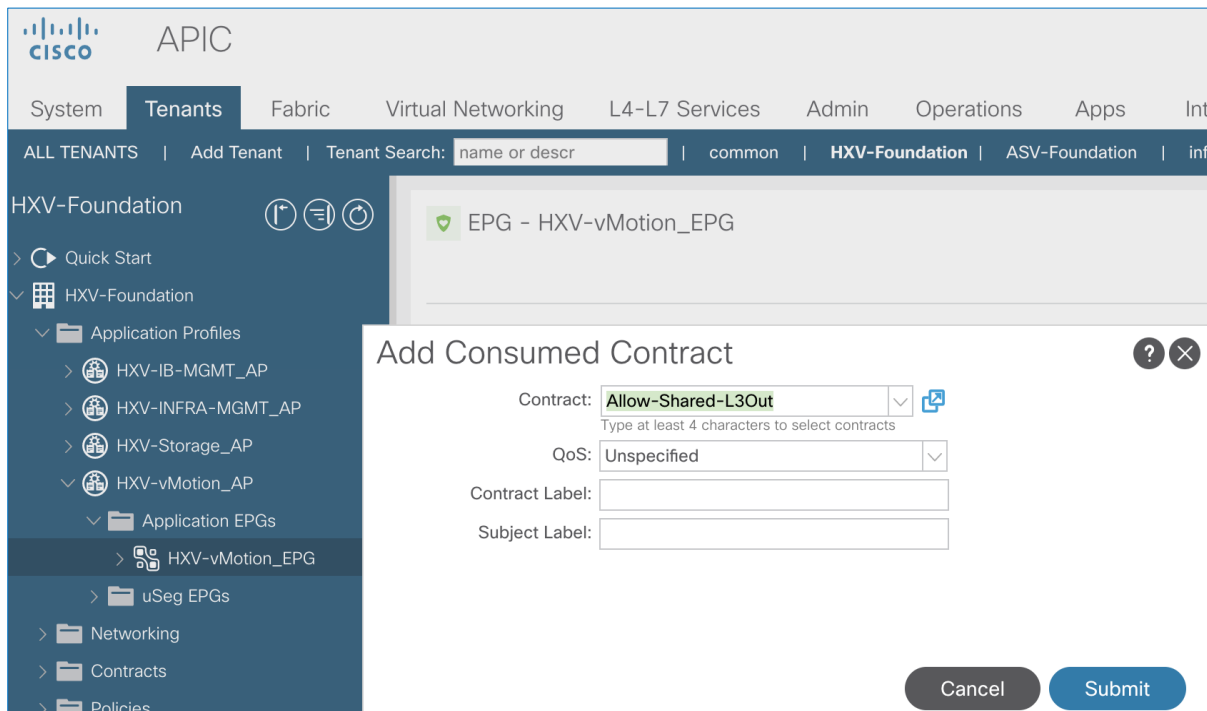 CISCO APIC
System Tenants Fabric Virtual Networking L4-L7 Services Admin Operations Apps Int
ALL TENANTS | Add Tenant | Tenant Search: name or descr | common | HXV-Foundation | ASV-Foundation | inf
HXV-Foundation
Quick Start
HXV-Foundation
Application Profiles
HXV-IB-MGMT_AP
HXV-INFRA-MGMT_AP
HXV-Storage_AP
HXV-vMotion_AP
Application EPGs
HXV-vMotion_EPG
uSeg EPGs
Networking
Contracts
Policies
EPG - HXV-vMotion_EPG
Add Consumed Contract ?
Contract: Allow-Shared-L3Out
Type at least 4 characters to select contracts
QoS: Unspecified
Contract Label:
Subject Label:
Cancel Submit